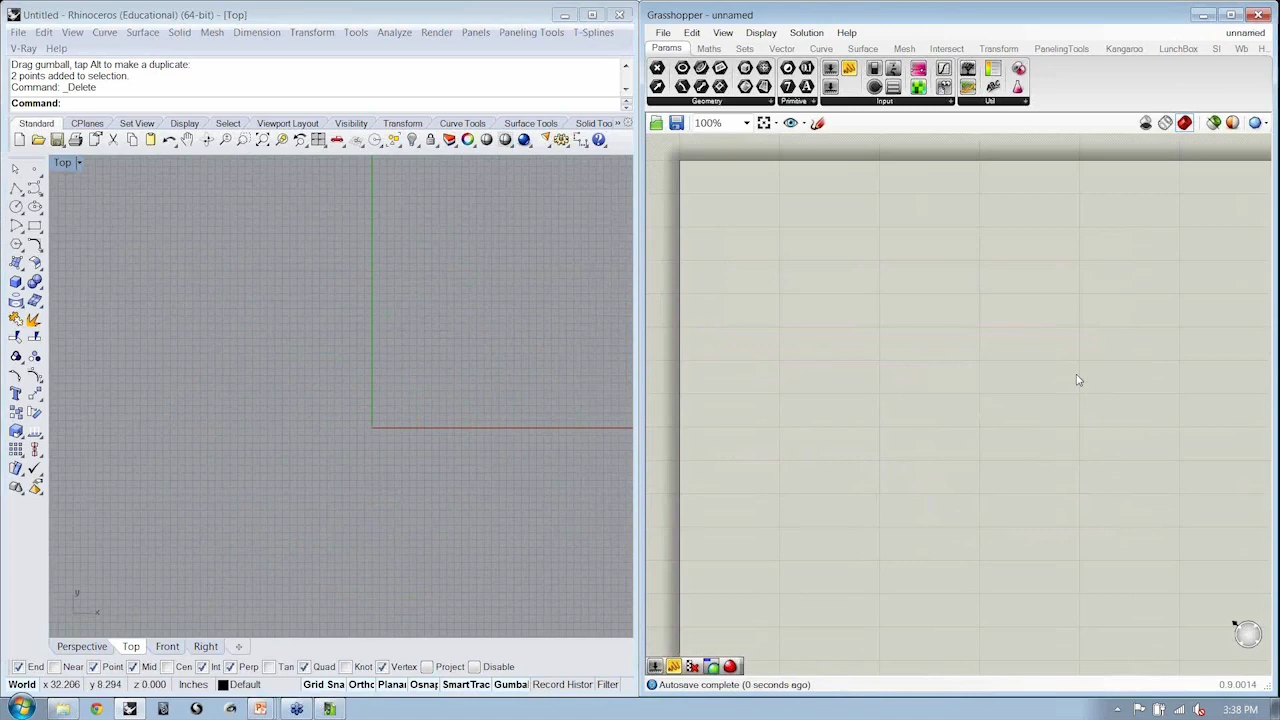 Untitled - Rhinoceros (Educational) (64-bit) - [Top]
File Edit View Curve Surface Solid Mesh Dimension Transform Tools Analyze Render Panels Paneling Tools T-Splines
V-Ray Help
Drag gumball, tap Alt to make a duplicate:
2 points added to selection.
Command: _Delete
Command:
Standard CPlanes Set View Display Select Viewport Layout Visibility Transform Curve Tools Surface Tools Solid Too
Top
y
x
Perspective Top Front Right
End Near Point Mid Cen Int Perp Tan Quad Knot Vertex Project Disable
World x 32.206 y 8.294 z 0.000 Inches Default Grid Sna Ortho Planar Osnap SmartTrac Gumbal Record Histor Filter
Grasshopper - unnamed
File Edit View Display Solution Help unnamed
Params Maths Sets Vector Curve Surface Mesh Intersect Transform PanelingTools Kangaroo LunchBox SI Wb Human
Geometry Primitive Input Util
100%
Autosave complete (0 seconds ago) 0.9.0014
3:38 PM